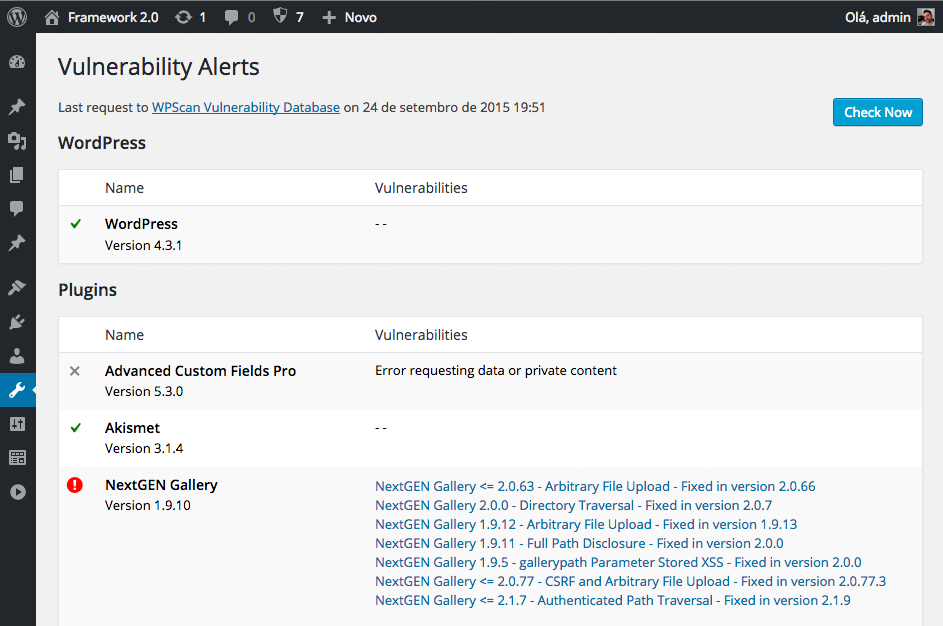 Framework 2.0 1 0 7 Novo Olá, admin
Vulnerability Alerts
Last request to WPScan Vulnerability Database on 24 de setembro de 2015 19:51
Check Now
WordPress
Name Vulnerabilities
WordPress - -
Version 4.3.1
Plugins
Name Vulnerabilities
Advanced Custom Fields Pro Error requesting data or private content
Version 5.3.0
Akismet - -
Version 3.1.4
NextGEN Gallery NextGEN Gallery <= 2.0.63 - Arbitrary File Upload - Fixed in version 2.0.66
Version 1.9.10 NextGEN Gallery 2.0.0 - Directory Traversal - Fixed in version 2.0.7
NextGEN Gallery 1.9.12 - Arbitrary File Upload - Fixed in version 1.9.13
NextGEN Gallery 1.9.11 - Full Path Disclosure - Fixed in version 2.0.0
NextGEN Gallery 1.9.5 - gallerypath Parameter Stored XSS - Fixed in version 2.0.0
NextGEN Gallery <= 2.0.77 - CSRF and Arbitrary File Upload - Fixed in version 2.0.77.3
NextGEN Gallery <= 2.1.7 - Authenticated Path Traversal - Fixed in version 2.1.9